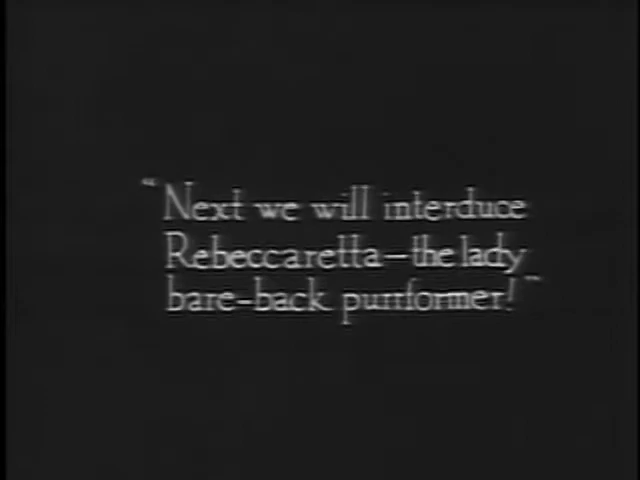 “Next we will interduce
Rebeccaretta—the lady
bare-back purrformer!”